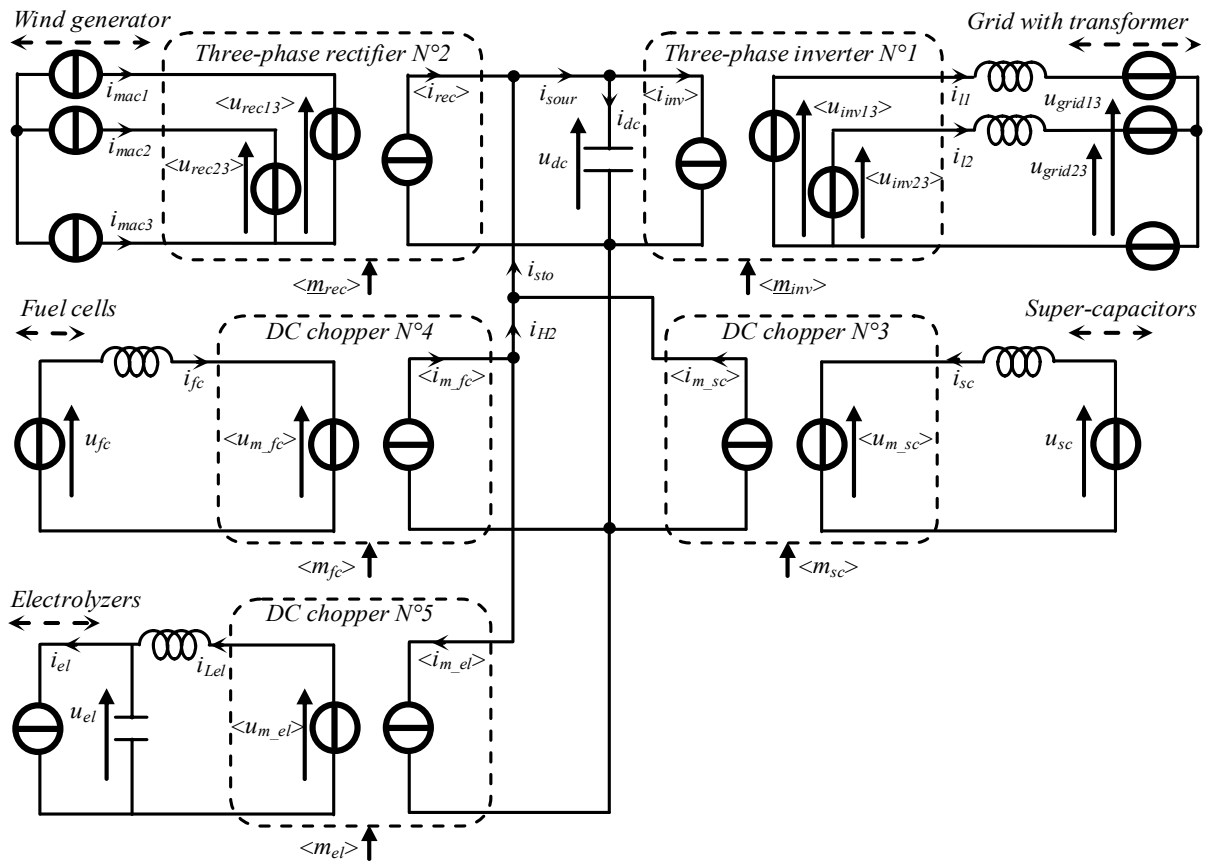 Wind generator
Grid with transformer
Three-phase rectifier N°2
Three-phase inverter N°1
i_mac1
<u_rec13>
<i_rec>
i_sour
<i_inv>
<u_inv13>
i_l1
u_grid13
i_mac2
<u_rec23>
i_dc
u_dc
<u_inv23>
i_l2
u_grid23
i_mac3
<m_rec>
i_sto
<m_inv>
Fuel cells
DC chopper N°4
i_H2
DC chopper N°3
Super-capacitors
i_fc
<i_m_fc>
<i_m_sc>
i_sc
u_fc
<u_m_fc>
<u_m_sc>
u_sc
<m_fc>
<m_sc>
Electrolyzers
DC chopper N°5
i_el
i_Lel
<i_m_el>
u_el
<u_m_el>
<m_el>